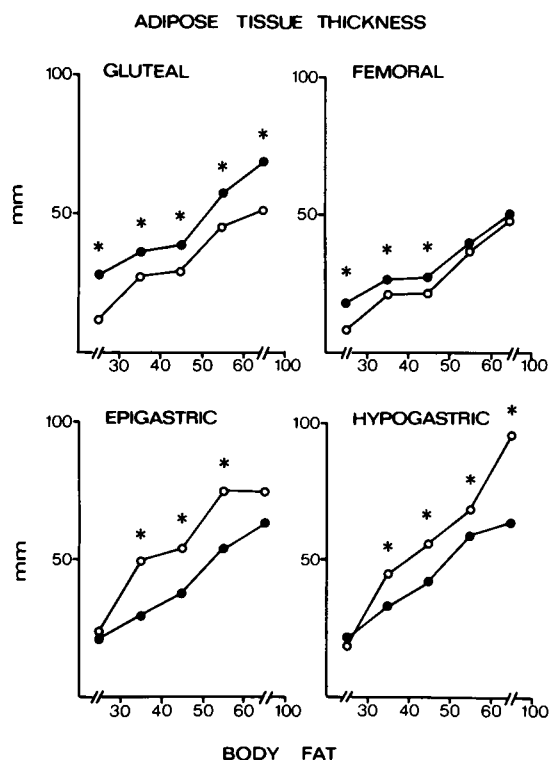 ADIPOSE TISSUE THICKNESS
GLUTEAL
FEMORAL
100
100
mm
50
50
* * * * *
* * *
30 40 50 60 100
30 40 50 60 100
EPIGASTRIC
HYPOGASTRIC
100
100
mm
50
50
* * *
* * * *
30 40 50 60 100
30 40 50 60 100
BODY FAT